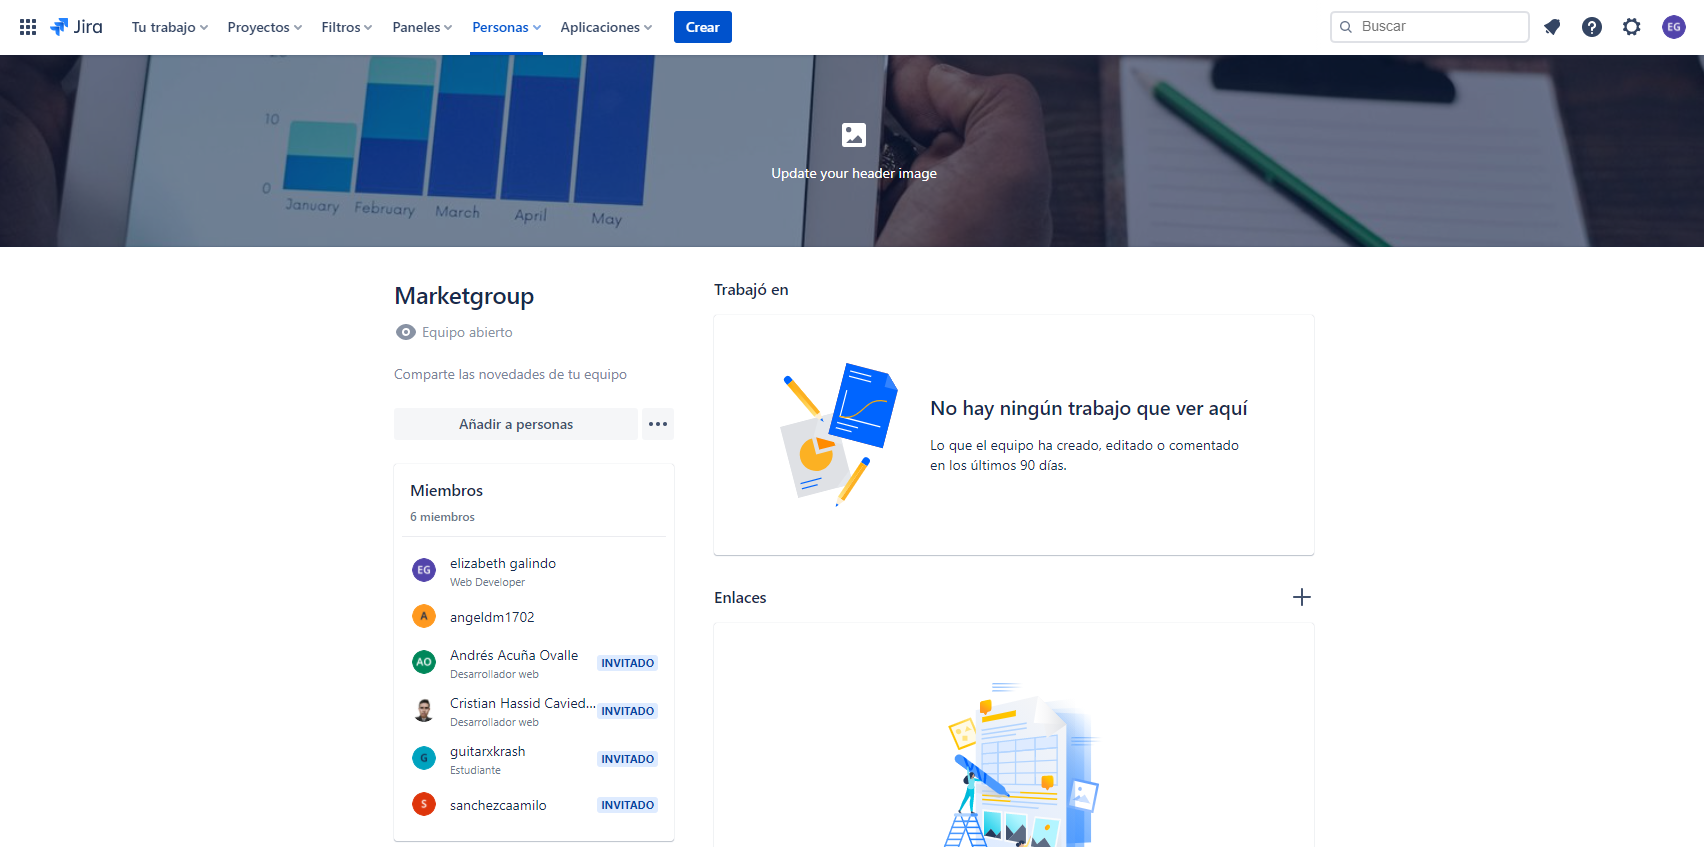 Jira
Tu trabajo
Proyectos
Filtros
Paneles
Personas
Aplicaciones
Crear
Buscar
EG
10
0
January
February
March
April
May
Update your header image
Marketgroup
Equipo abierto
Comparte las novedades de tu equipo
Añadir a personas
Miembros
6 miembros
EG
elizabeth galindo
Web Developer
A
angeldm1702
AO
Andrés Acuña Ovalle
Desarrollador web
INVITADO
Cristian Hassid Cavied...
Desarrollador web
INVITADO
G
guitarxkrash
Estudiante
INVITADO
S
sanchezcaamilo
INVITADO
Trabajó en
No hay ningún trabajo que ver aquí
Lo que el equipo ha creado, editado o comentado
en los últimos 90 días.
Enlaces